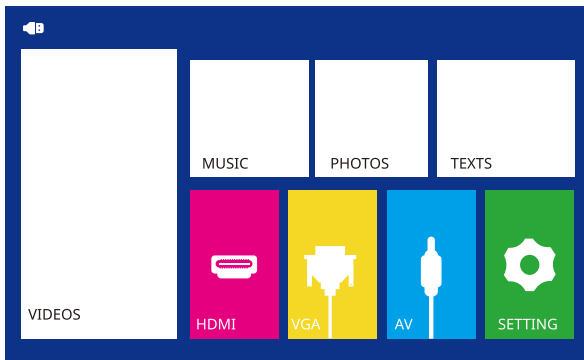 MUSIC
PHOTOS
TEXTS
VIDEOS
HDMI
VGA
AV
SETTING